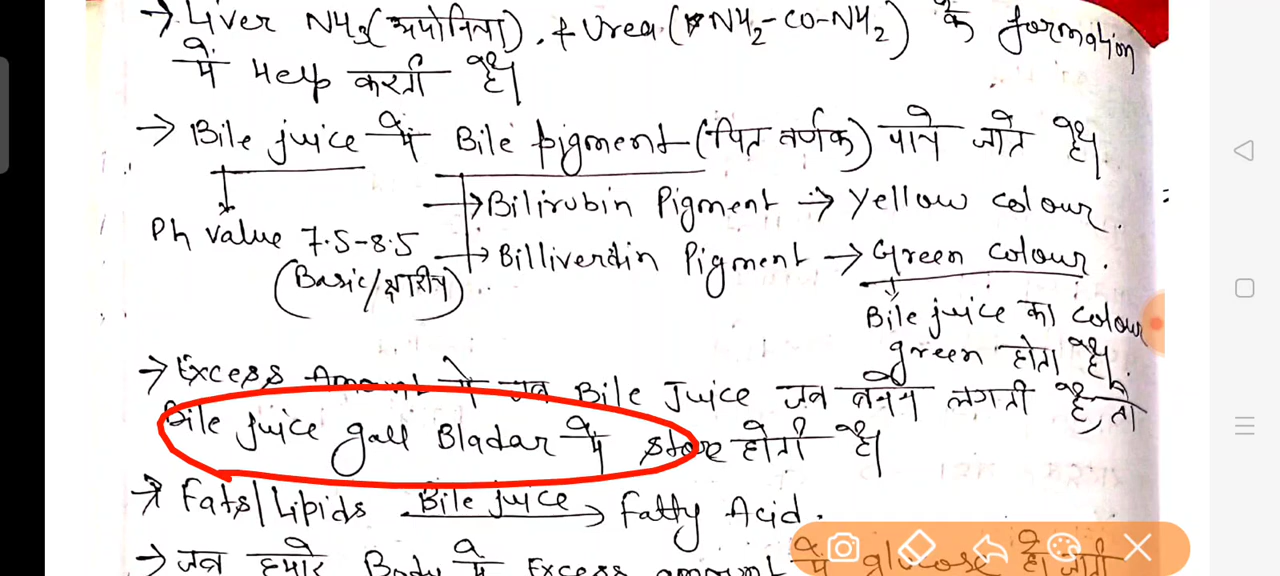 → Liver NH3(अमोनिया). + Urea.(NH2-CO-NH2) के formation
में Help करती है।
→ Bile juice में Bile pigment (पित वर्णक) पाये जाते है।
→ Bilirubin Pigment → Yellow colour.
Ph value 7.5-8.5
→ Billiverdin Pigment → Green colour.
(Basic/क्षारीय)
Bile juice का colour
green होता है।
→ Excess Amount में जब Bile Juice जब बनने लगती है, तो
Bile juice gall Bladar में store होती है।
→ Fats/Lipids Bile juice → Fatty Acid.
→ जब हमारे Body में Excess amount में glucose हो जाती